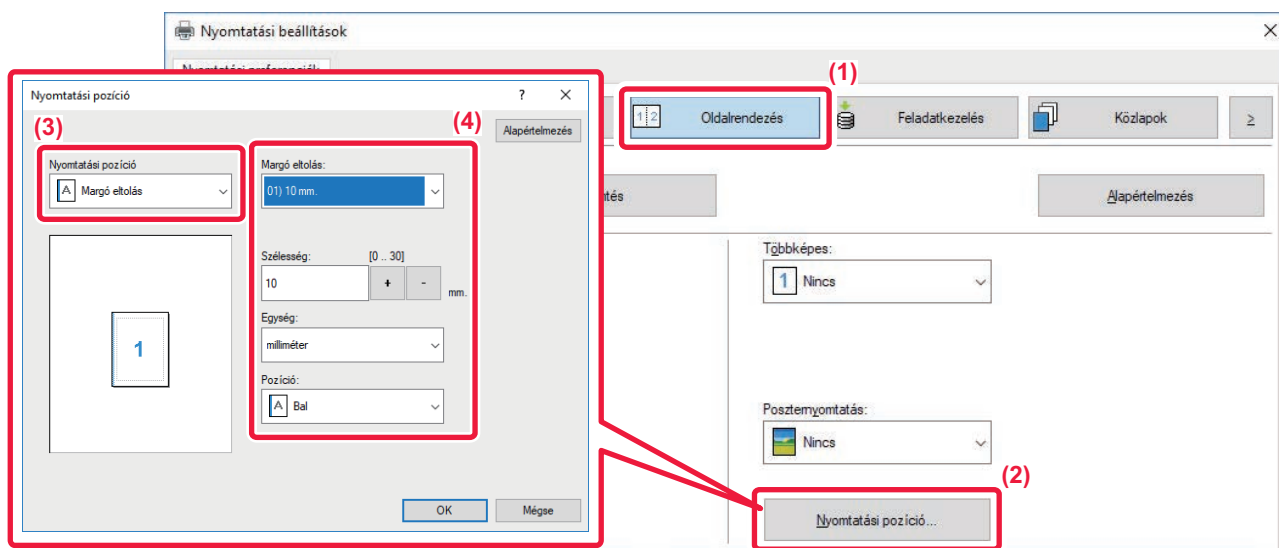 Nyomtatási beállítások
(1)
Oldalrendezés
Feladatkezelés
Közlapok
≥
Alapértelmezés
Többképes:
1 Nincs
Poszternyomtatás:
Nincs
(2)
Nyomtatási pozíció...
Nyomtatási pozíció
? ×
(3)
(4)
Alapértelmezés
Nyomtatási pozíció
A Margó eltolás
1
Margó eltolás:
01) 10 mm.
Szélesség: [0 .. 30]
10 + - mm.
Egység:
milliméter
Pozíció:
A Bal
OK Mégse